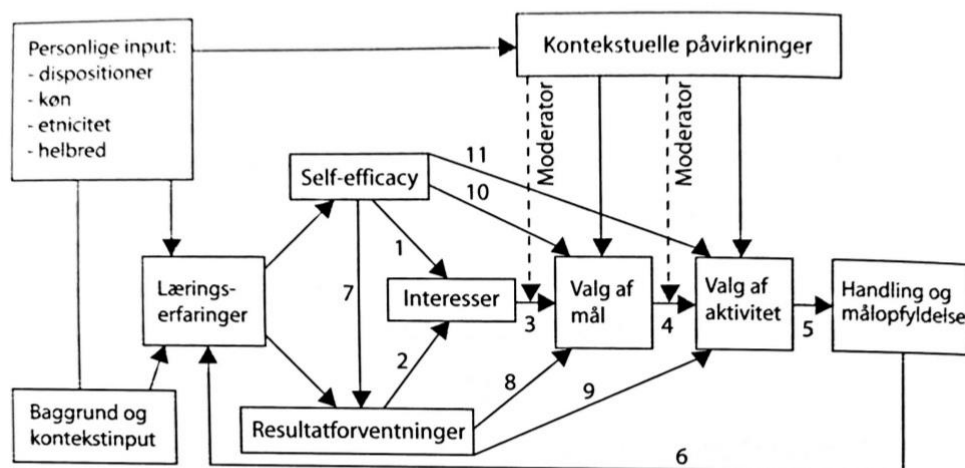 Personlige input:
- dispositioner
- køn
- etnicitet
- helbred
Kontekstuelle påvirkninger
Moderator
Moderator
11
Self-efficacy
10
1
Lærings-
erfaringer
7
Interesser
3
Valg af
mål
4
Valg af
aktivitet
5
Handling og
målopfyldelse
2
8
9
Baggrund og
kontekstinput
Resultatforventninger
6